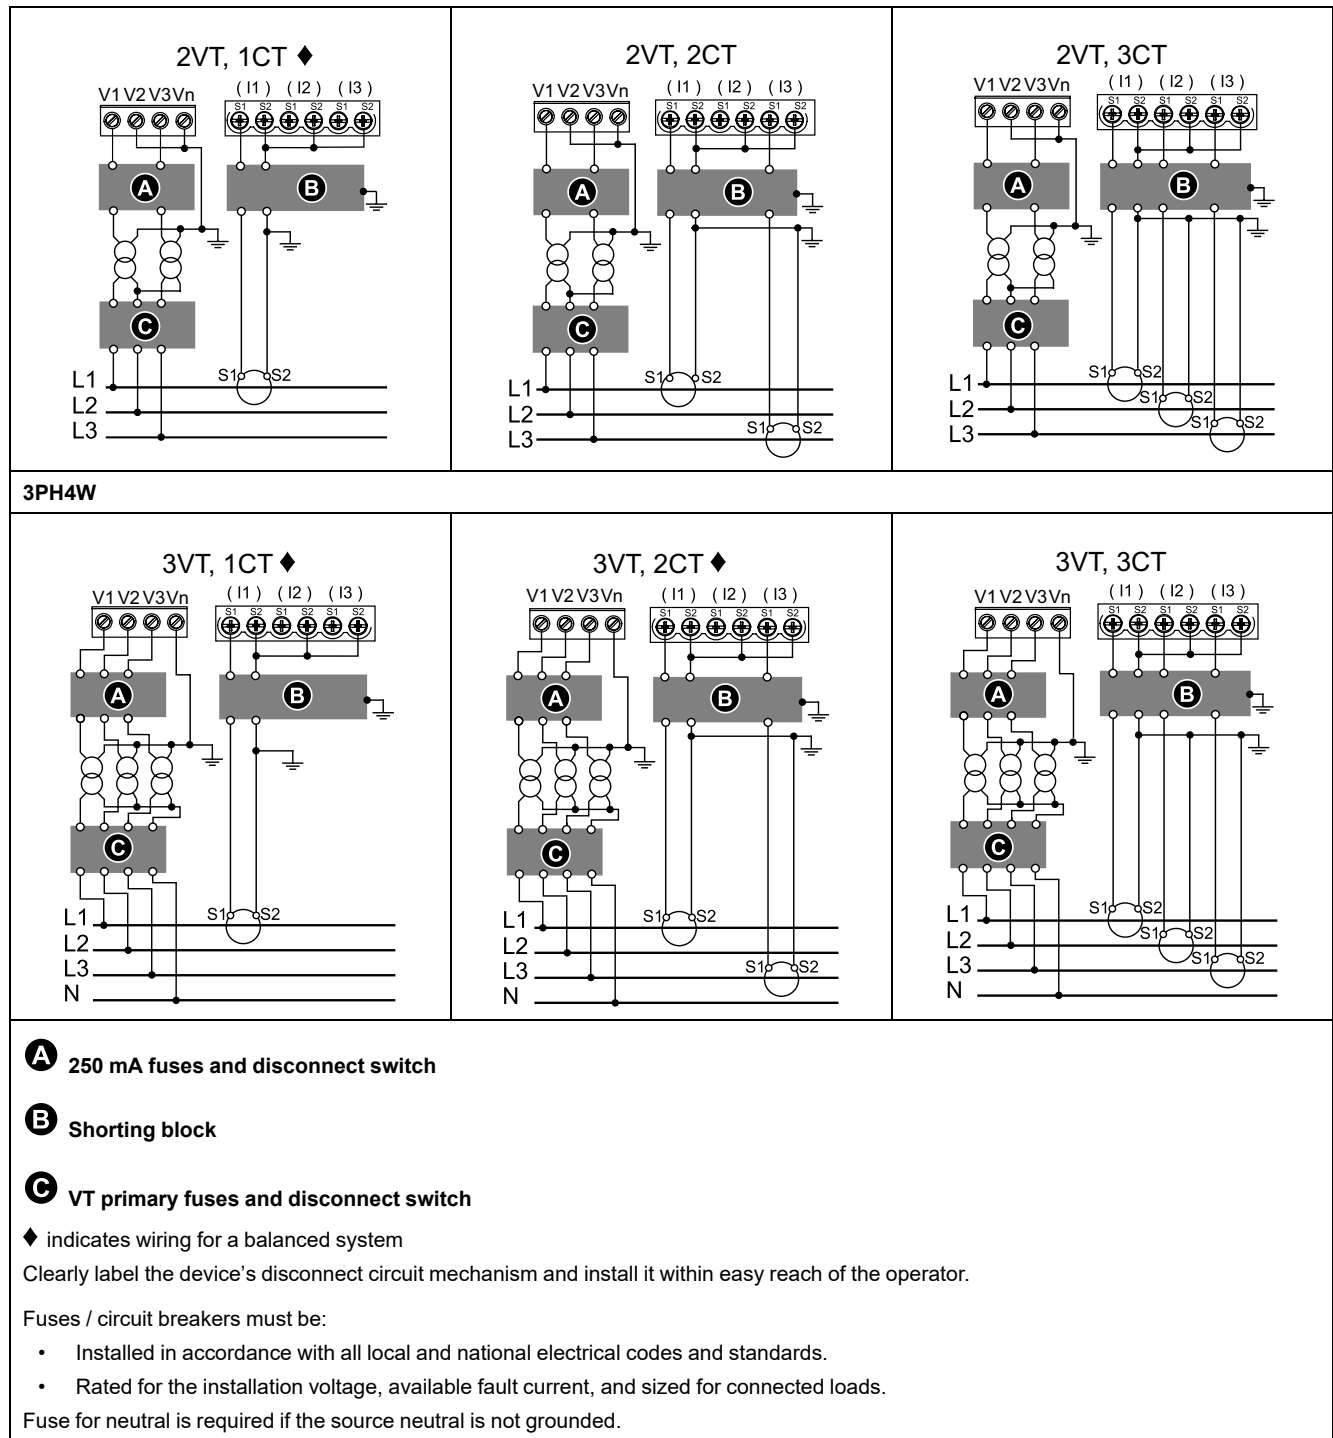 2VT, 1CT ♦
V1 V2 V3 Vn
( I1 ) ( I2 ) ( I3 )
S1 S2 S1 S2 S1 S2
A
B
C
S1 S2
L1
L2
L3
2VT, 2CT
V1 V2 V3 Vn
( I1 ) ( I2 ) ( I3 )
S1 S2 S1 S2 S1 S2
A
B
C
S1 S2
L1
L2
S1 S2
L3
2VT, 3CT
V1 V2 V3 Vn
( I1 ) ( I2 ) ( I3 )
S1 S2 S1 S2 S1 S2
A
B
C
S1 S2
L1
S1 S2
L2
S1 S2
L3
3PH4W
3VT, 1CT ♦
V1 V2 V3 Vn
( I1 ) ( I2 ) ( I3 )
S1 S2 S1 S2 S1 S2
A
B
C
S1 S2
L1
L2
L3
N
3VT, 2CT ♦
V1 V2 V3 Vn
( I1 ) ( I2 ) ( I3 )
S1 S2 S1 S2 S1 S2
A
B
C
S1 S2
L1
L2
S1 S2
L3
N
3VT, 3CT
V1 V2 V3 Vn
( I1 ) ( I2 ) ( I3 )
S1 S2 S1 S2 S1 S2
A
B
C
S1 S2
L1
S1 S2
L2
S1 S2
L3
N
A 250 mA fuses and disconnect switch
B Shorting block
C VT primary fuses and disconnect switch
♦ indicates wiring for a balanced system
Clearly label the device’s disconnect circuit mechanism and install it within easy reach of the operator.
Fuses / circuit breakers must be:
• Installed in accordance with all local and national electrical codes and standards.
• Rated for the installation voltage, available fault current, and sized for connected loads.
Fuse for neutral is required if the source neutral is not grounded.